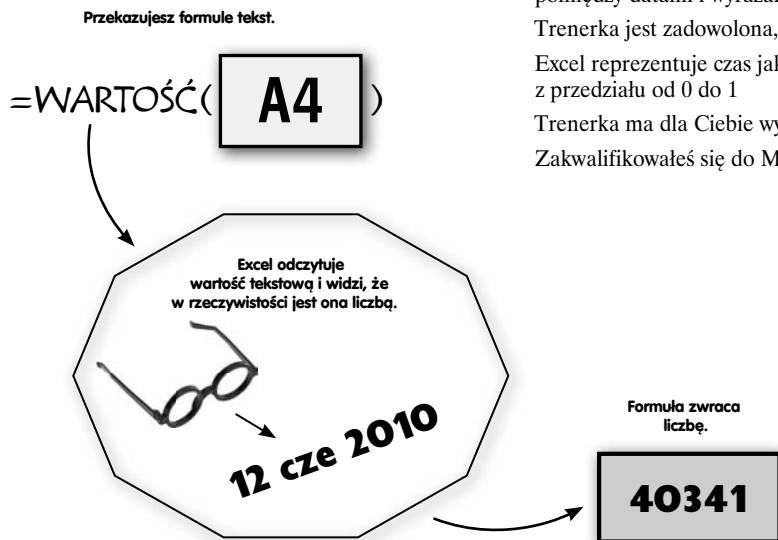 Przekazujesz formule tekst.
=WARTOŚĆ( A4 )
Trenerka jest zadowolona,
Excel reprezentuje czas jak
z przedziału od 0 do 1
Trenerka ma dla Ciebie wy
Zakwalifikowałeś się do M
Excel odczytuje
wartość tekstową i widzi, że
w rzeczywistości jest ona liczbą.
12 cze 2010
Formuła zwraca
liczbę.
40341